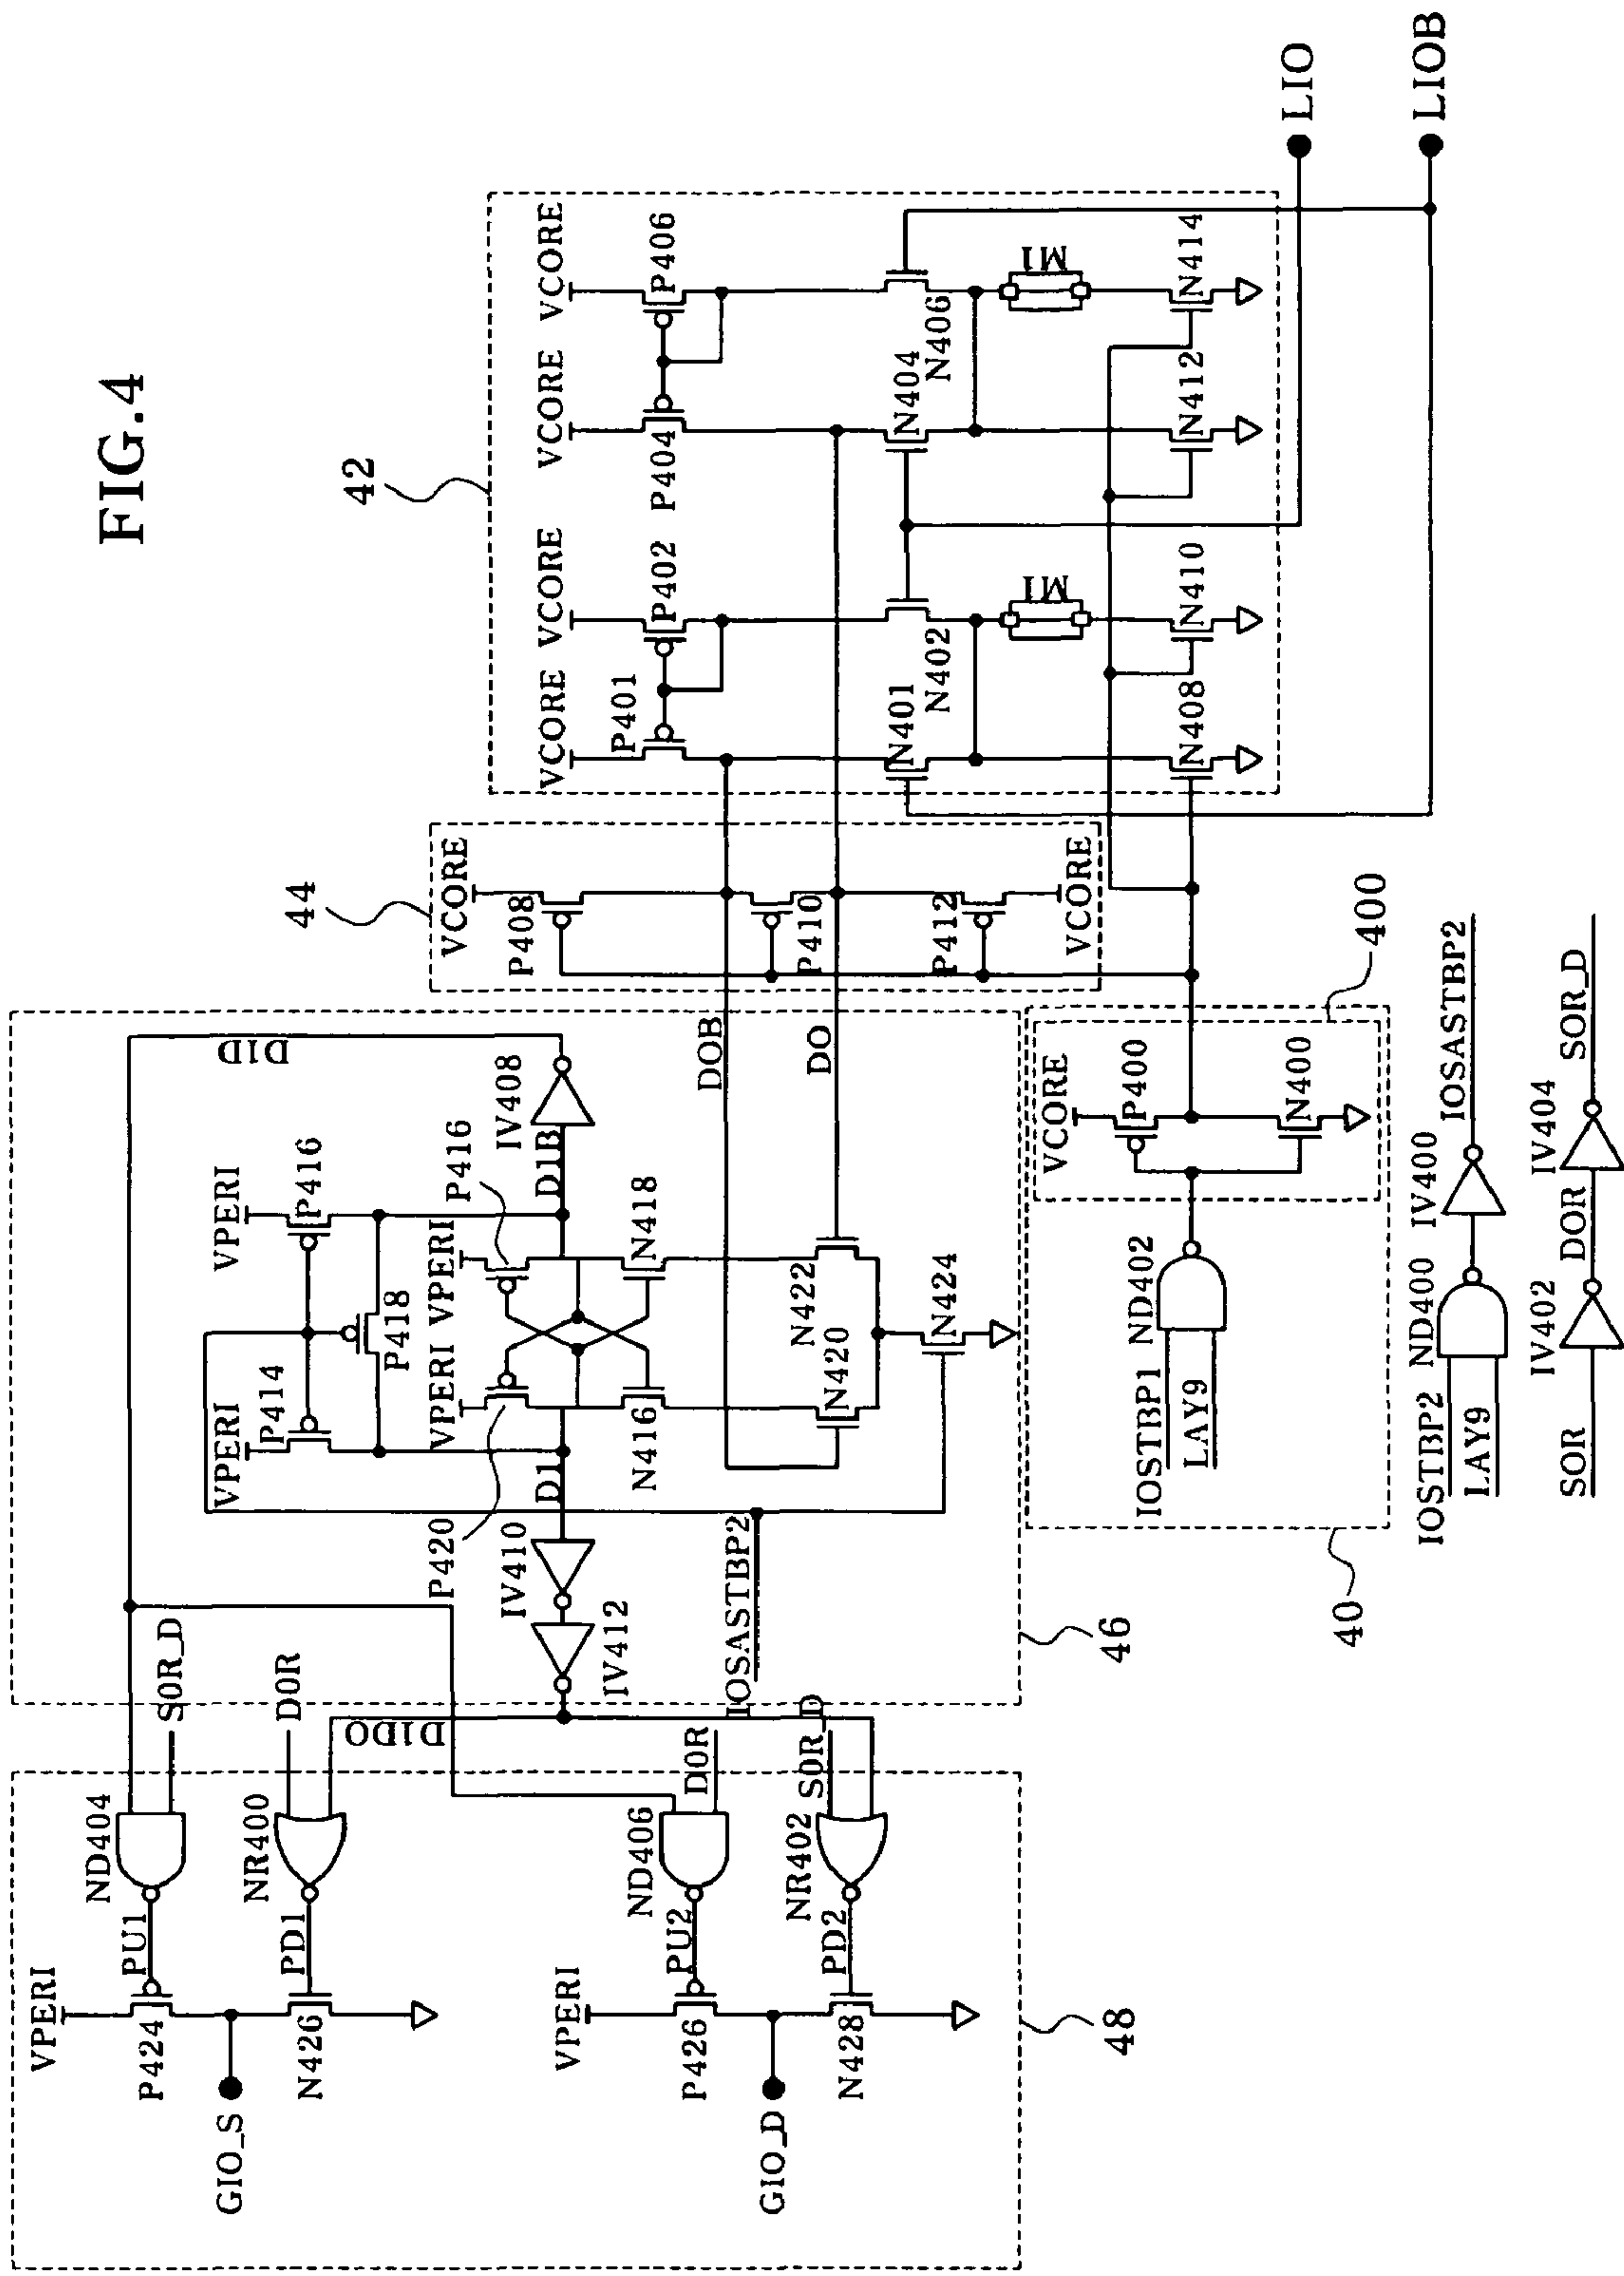 FIG.4
48
VPERI
PU1
ND404
P424
SOR_D
GIO_S
PD1
NR400
N426
DOR
D1DO
VPERI
PU2
ND406
P426
DOR
GIO_D
PD2
NR402
N428
SOR_D
46
D1D
VPERI
P414
VPERI
P416
P418
P420
VPERI
VPERI
P416
IV412
IV410
D1
D1B
IV408
N416
N418
IOSASTBP2
N420
N422
N424
DOB
DO
44
VCORE
P408
P410
P412
VCORE
42
VCORE
P401
VCORE
P402
VCORE
P404
VCORE
P406
N401
N402
N404
N406
M1
M1
N408
N410
N412
N414
LIO
LIOB
40
400
IOSTBP1
LAY9
ND402
VCORE
P400
N400
IOSTBP2
LAY9
ND400
IV400
IOSASTBP2
SOR
IV402
DOR
IV404
SOR_D